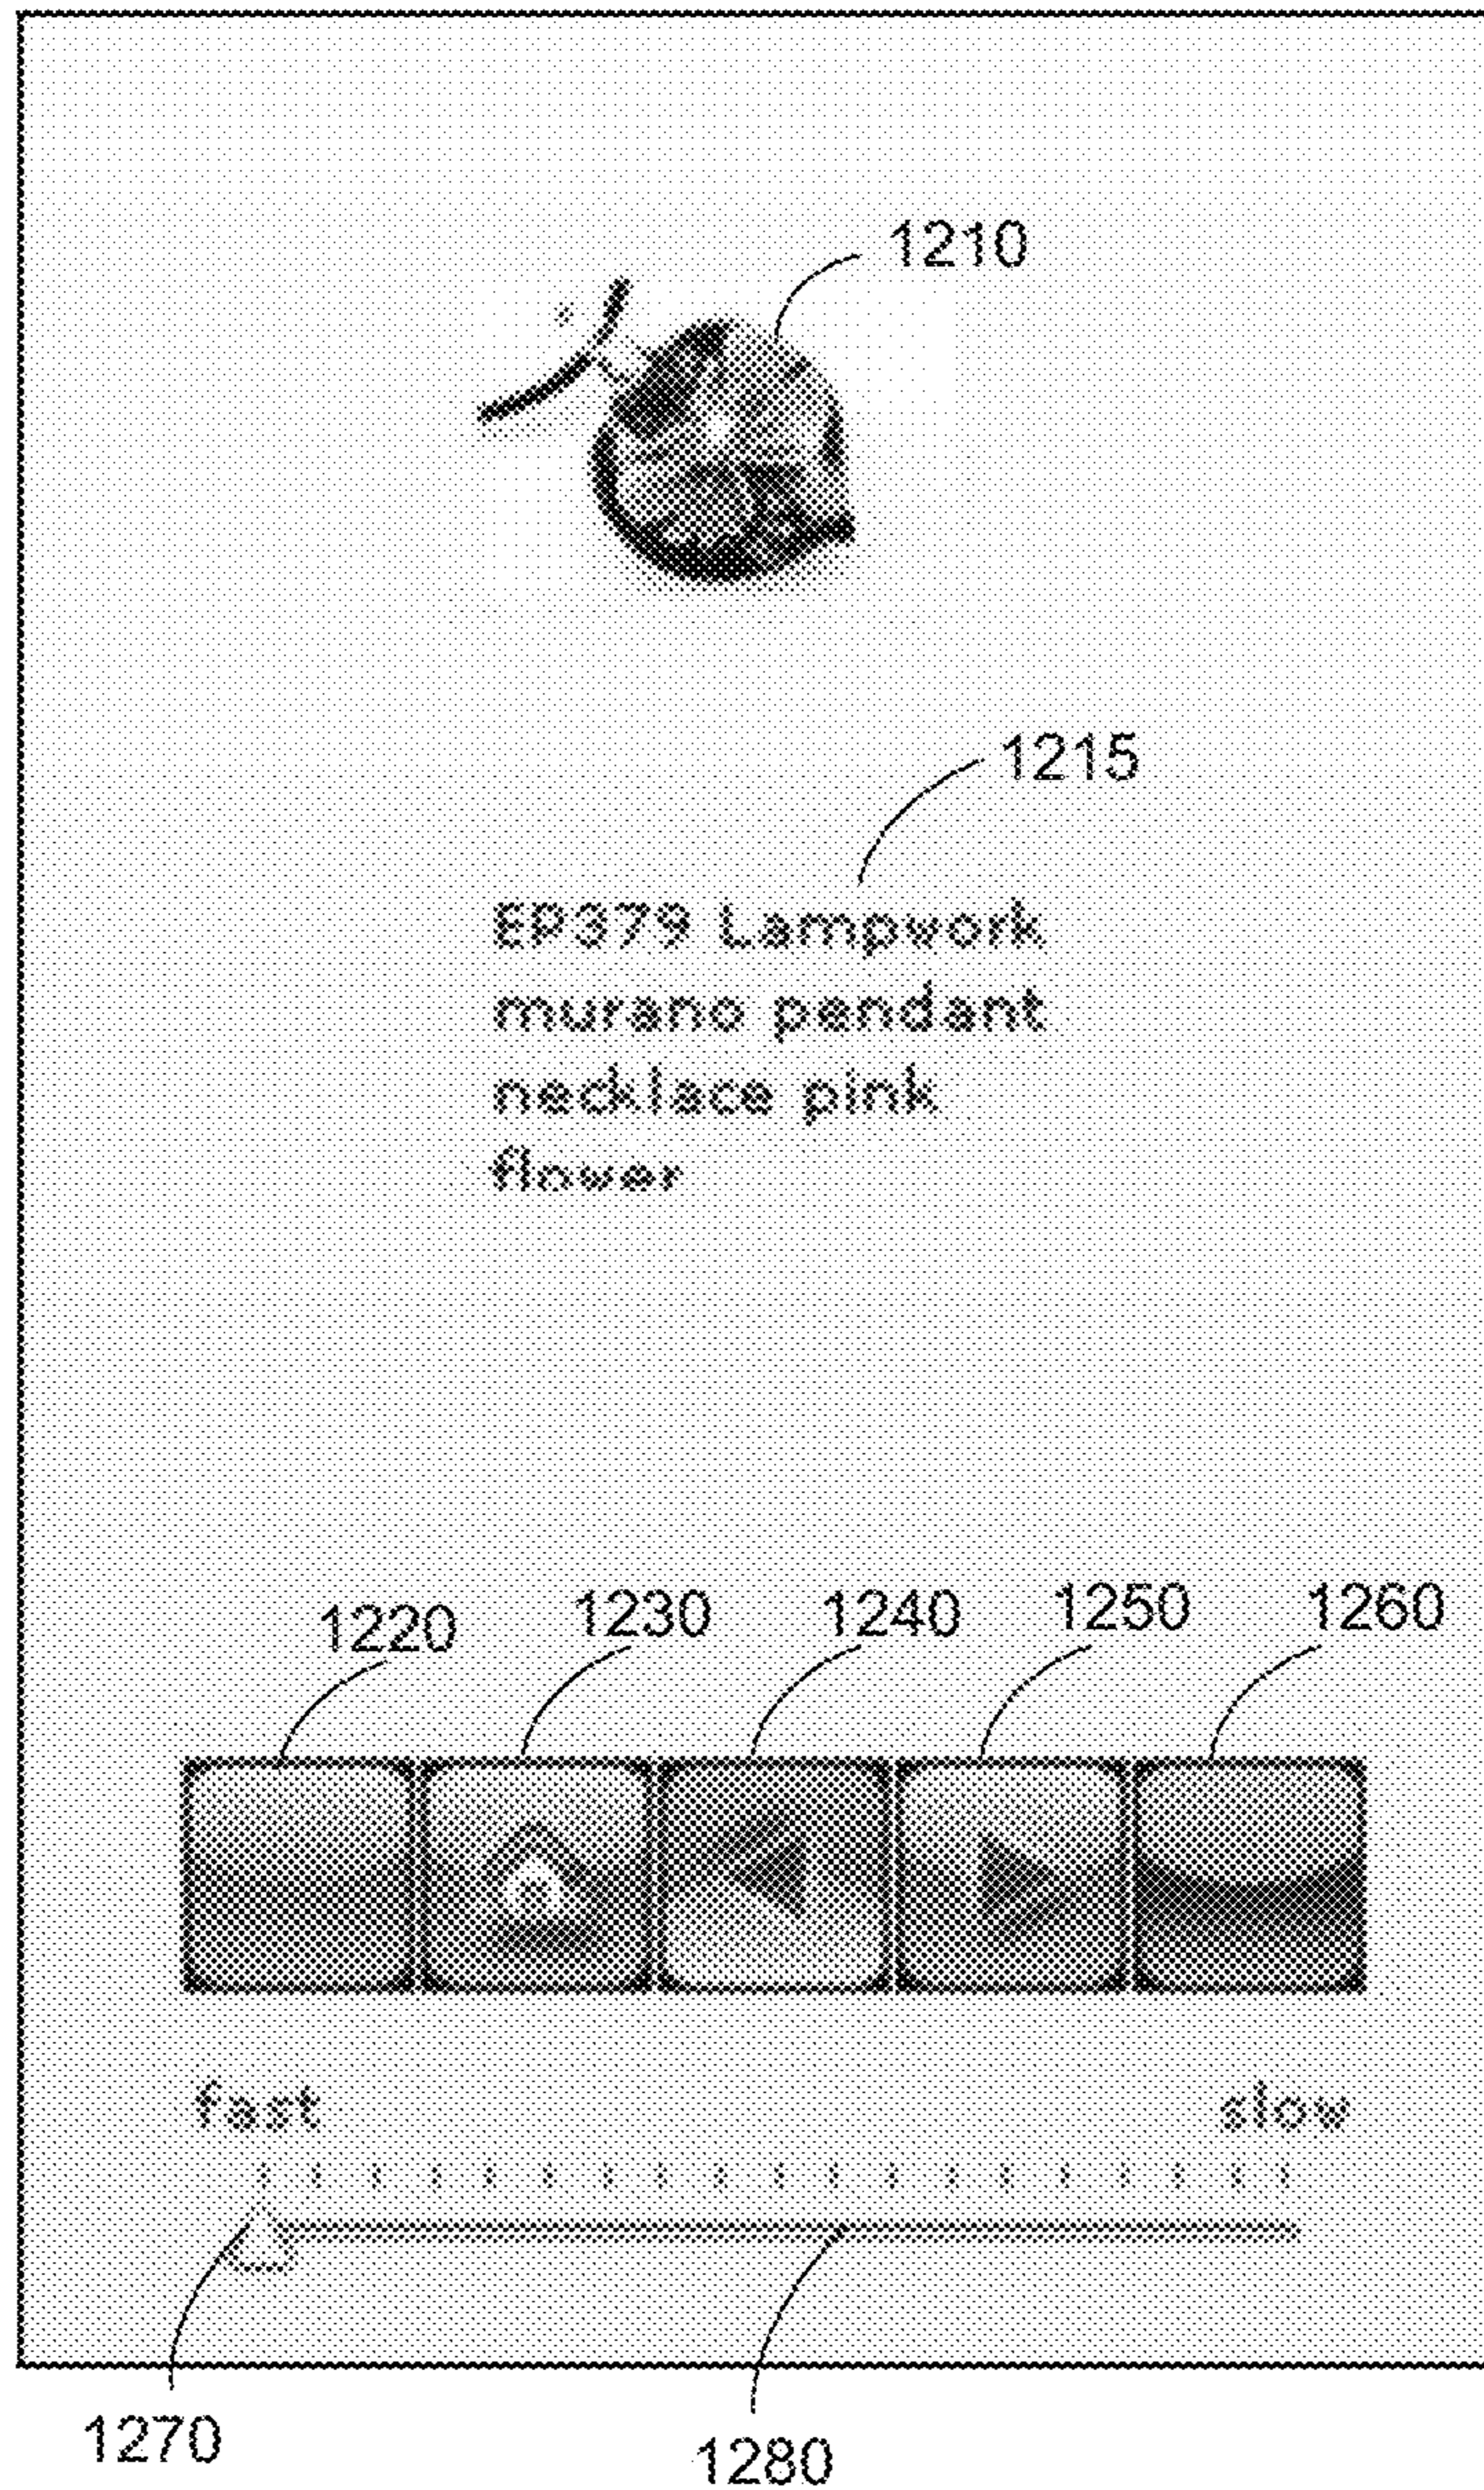 1210
1215
EP379 Lampwork
murano pendant
necklace pink
flower
1220 1230 1240 1250 1260
fast slow
1270 1280